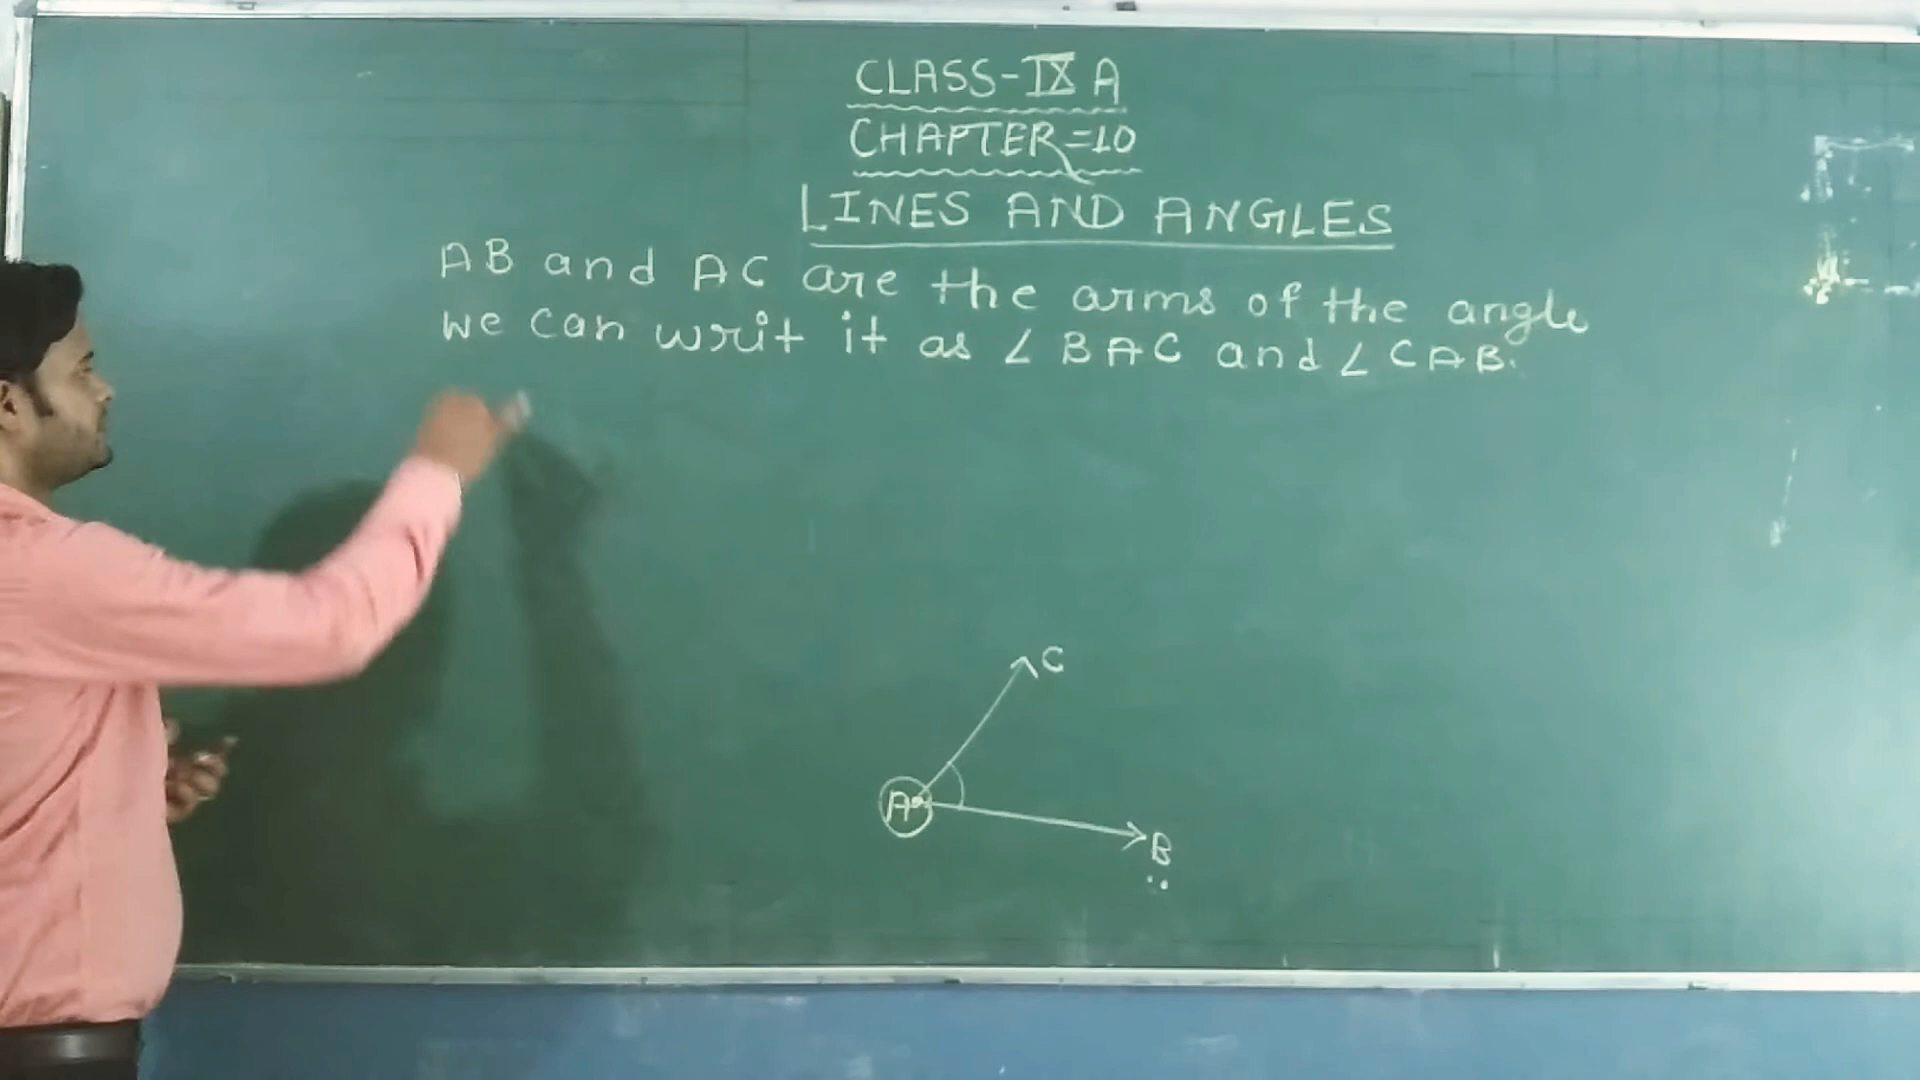 CLASS-IX A
CHAPTER=10
LINES AND ANGLES
AB and AC are the arms of the angle
we can writ it as ∠BAC and ∠CAB.
C
A
B